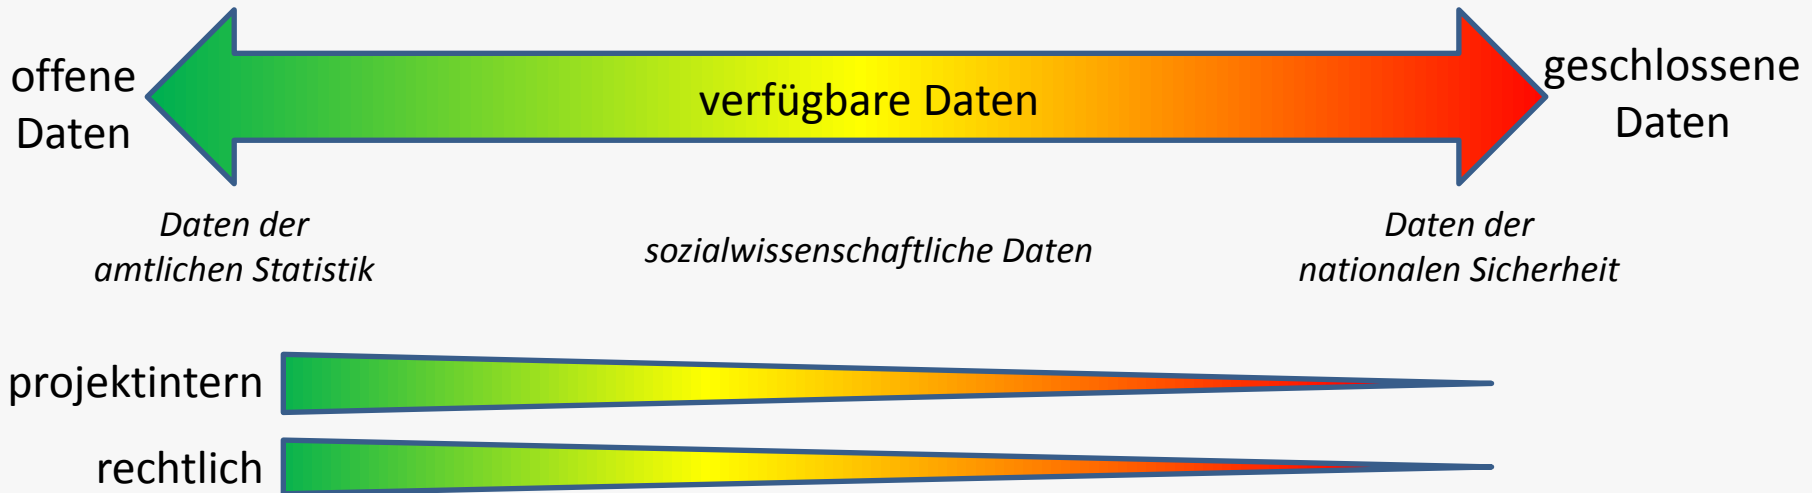 offene
Daten
verfügbare Daten
geschlossene
Daten
Daten der
amtlichen Statistik
sozialwissenschaftliche Daten
Daten der
nationalen Sicherheit
projektintern
rechtlich